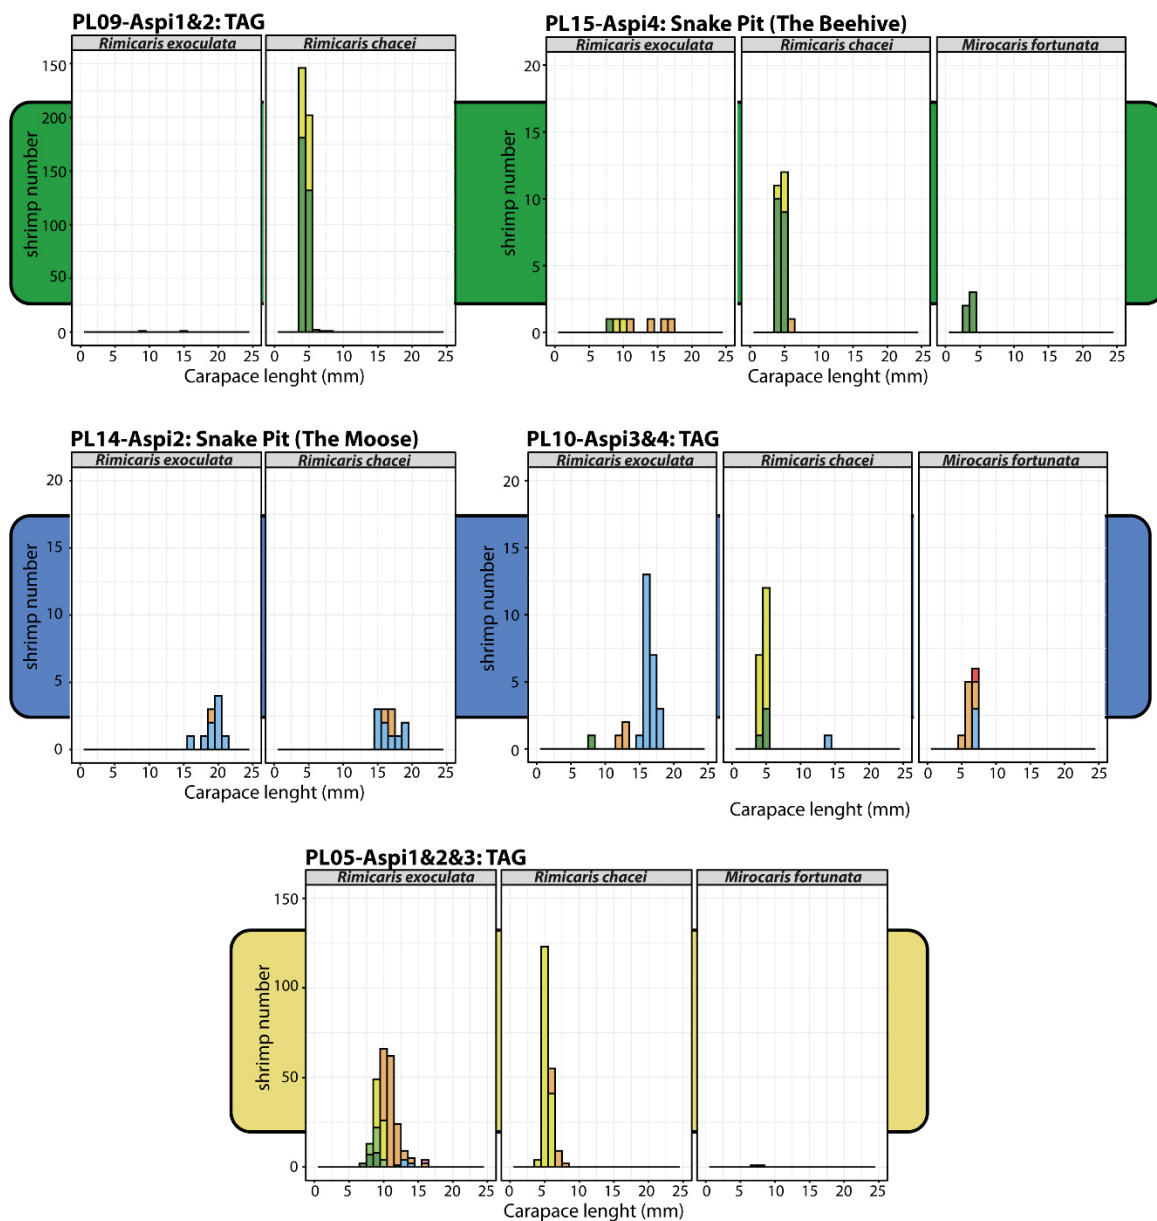 PL09-Aspi1&2: TAG
Rimicaris exoculata
Rimicaris chacei
150
200
150
100
50
0
shrimp number
0 5 10 15 20 25
0 5 10 15 20 25
Carapace lenght (mm)
PL15-Aspi4: Snake Pit (The Beehive)
Rimicaris exoculata
Rimicaris chacei
Mirocaris fortunata
20
15
10
5
0
shrimp number
0 5 10 15 20 25
0 5 10 15 20 25
0 5 10 15 20 25
Carapace lenght (mm)
PL14-Aspi2: Snake Pit (The Moose)
Rimicaris exoculata
Rimicaris chacei
20
15
10
5
0
shrimp number
0 5 10 15 20 25
0 5 10 15 20 25
Carapace lenght (mm)
PL10-Aspi3&4: TAG
Rimicaris exoculata
Rimicaris chacei
Mirocaris fortunata
20
15
10
5
0
shrimp number
0 5 10 15 20 25
0 5 10 15 20 25
0 5 10 15 20 25
Carapace lenght (mm)
PL05-Aspi1&2&3: TAG
Rimicaris exoculata
Rimicaris chacei
Mirocaris fortunata
150
100
50
0
shrimp number
0 5 10 15 20 25
0 5 10 15 20 25
0 5 10 15 20 25
Carapace lenght (mm)